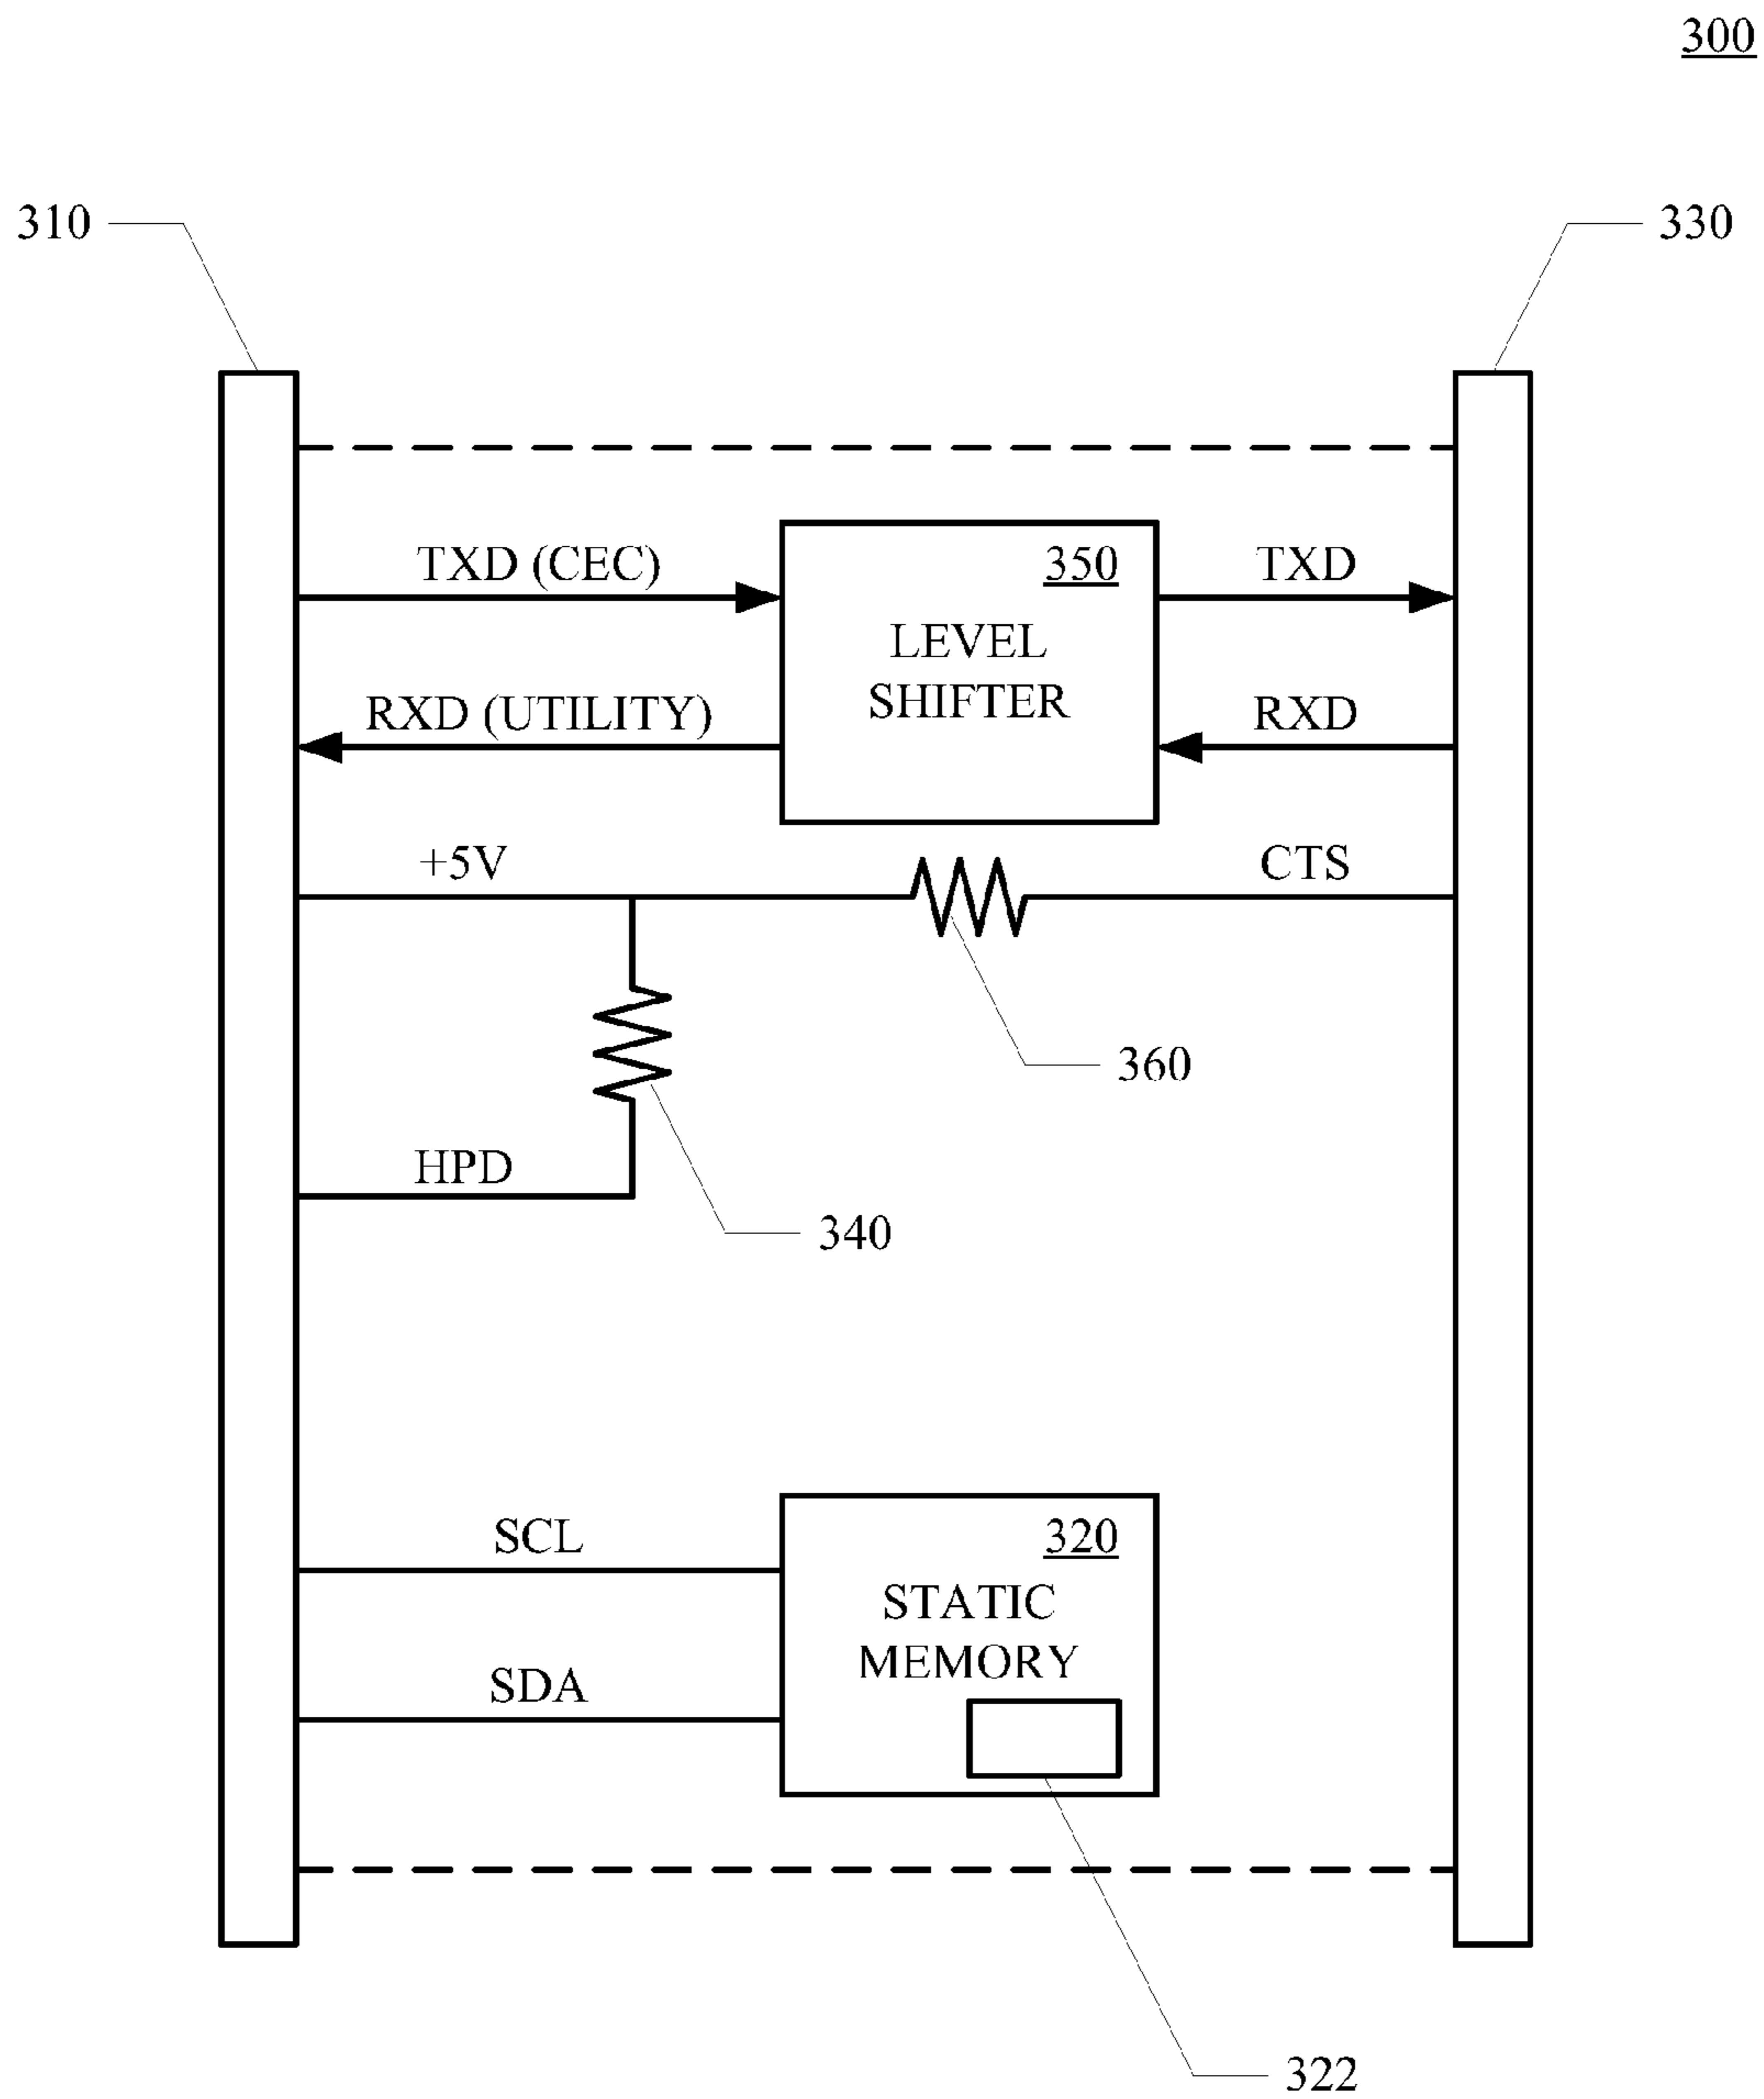 300
310
330
TXD (CEC)
350
TXD
LEVEL
SHIFTER
RXD (UTILITY)
RXD
+5V
CTS
360
HPD
340
SCL
320
STATIC
MEMORY
SDA
322